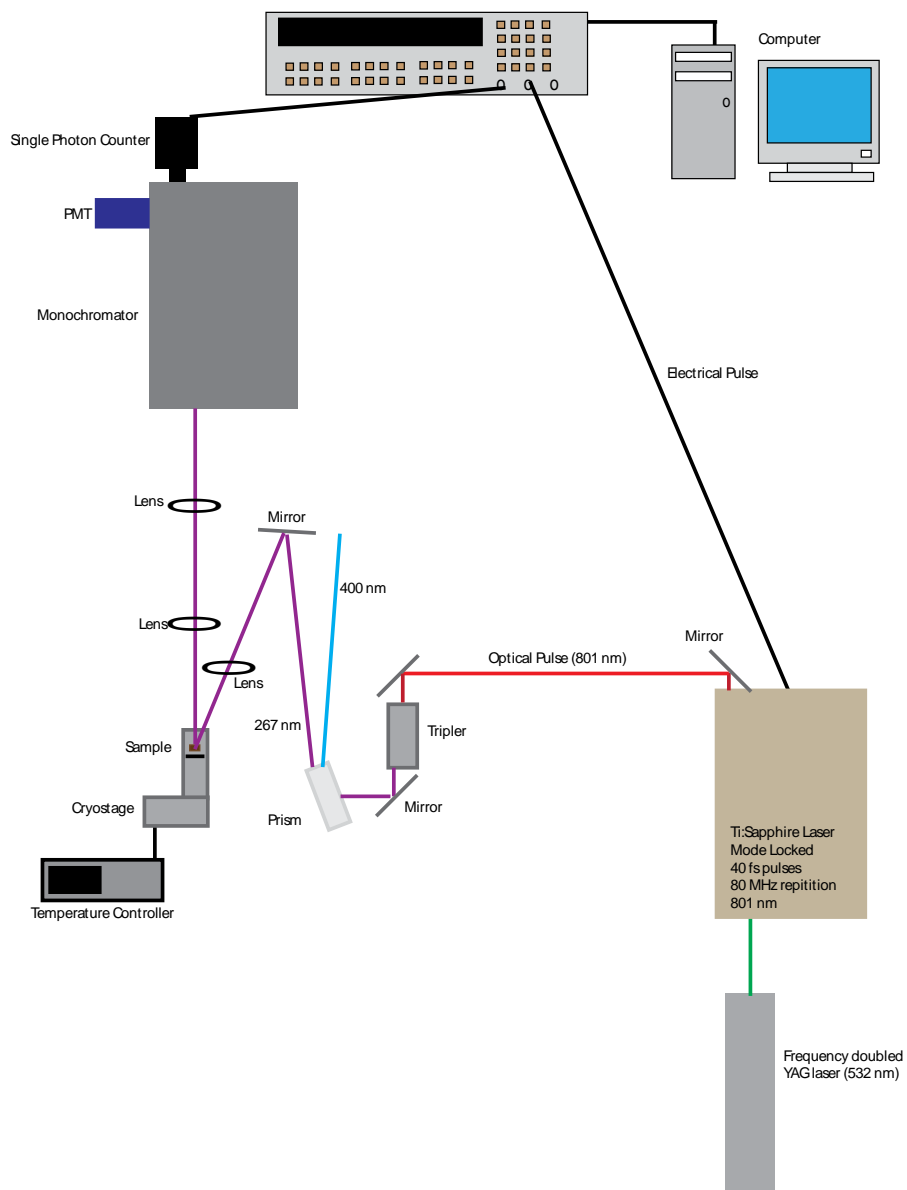 Computer
Single Photon Counter
PMT
Monochromator
Electrical Pulse
Lens
Mirror
400 nm
Lens
Mirror
Optical Pulse (801 nm)
Lens
267 nm
Tripler
Sample
Cryostage
Mirror
Prism
Ti:Sapphire Laser
Mode Locked
40 fs pulses
80 MHz repitition
801 nm
Temperature Controller
Frequency doubled
YAG laser (532 nm)